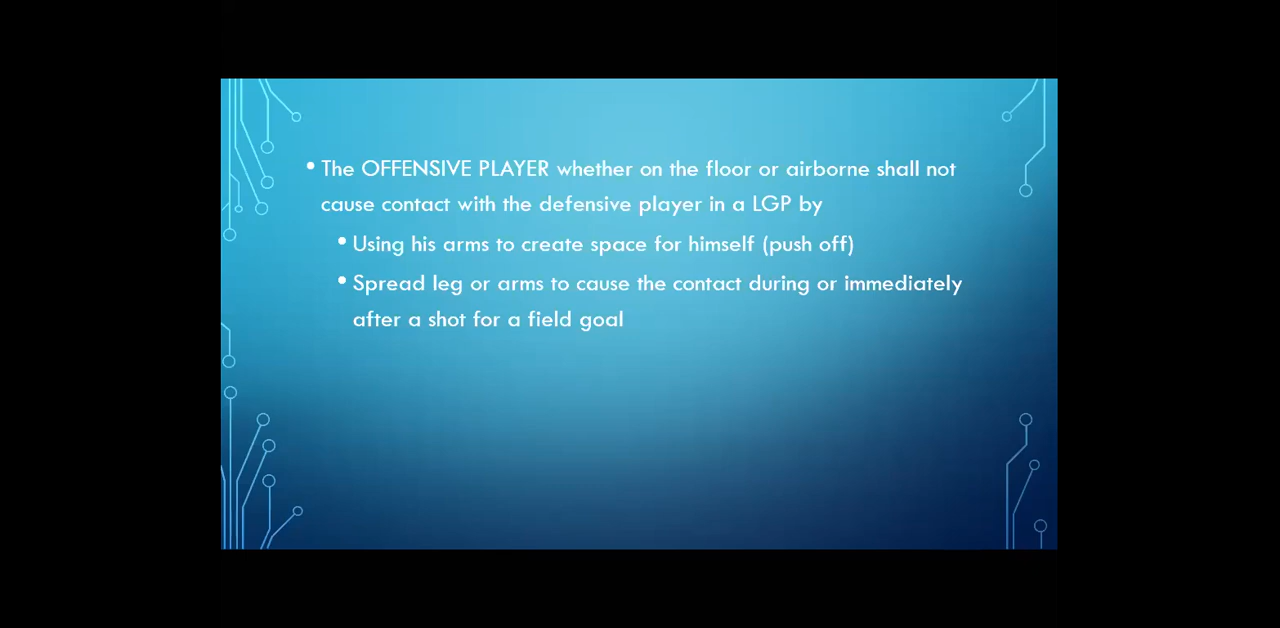 • The OFFENSIVE PLAYER whether on the floor or airborne shall not
cause contact with the defensive player in a LGP by
• Using his arms to create space for himself (push off)
• Spread leg or arms to cause the contact during or immediately
after a shot for a field goal